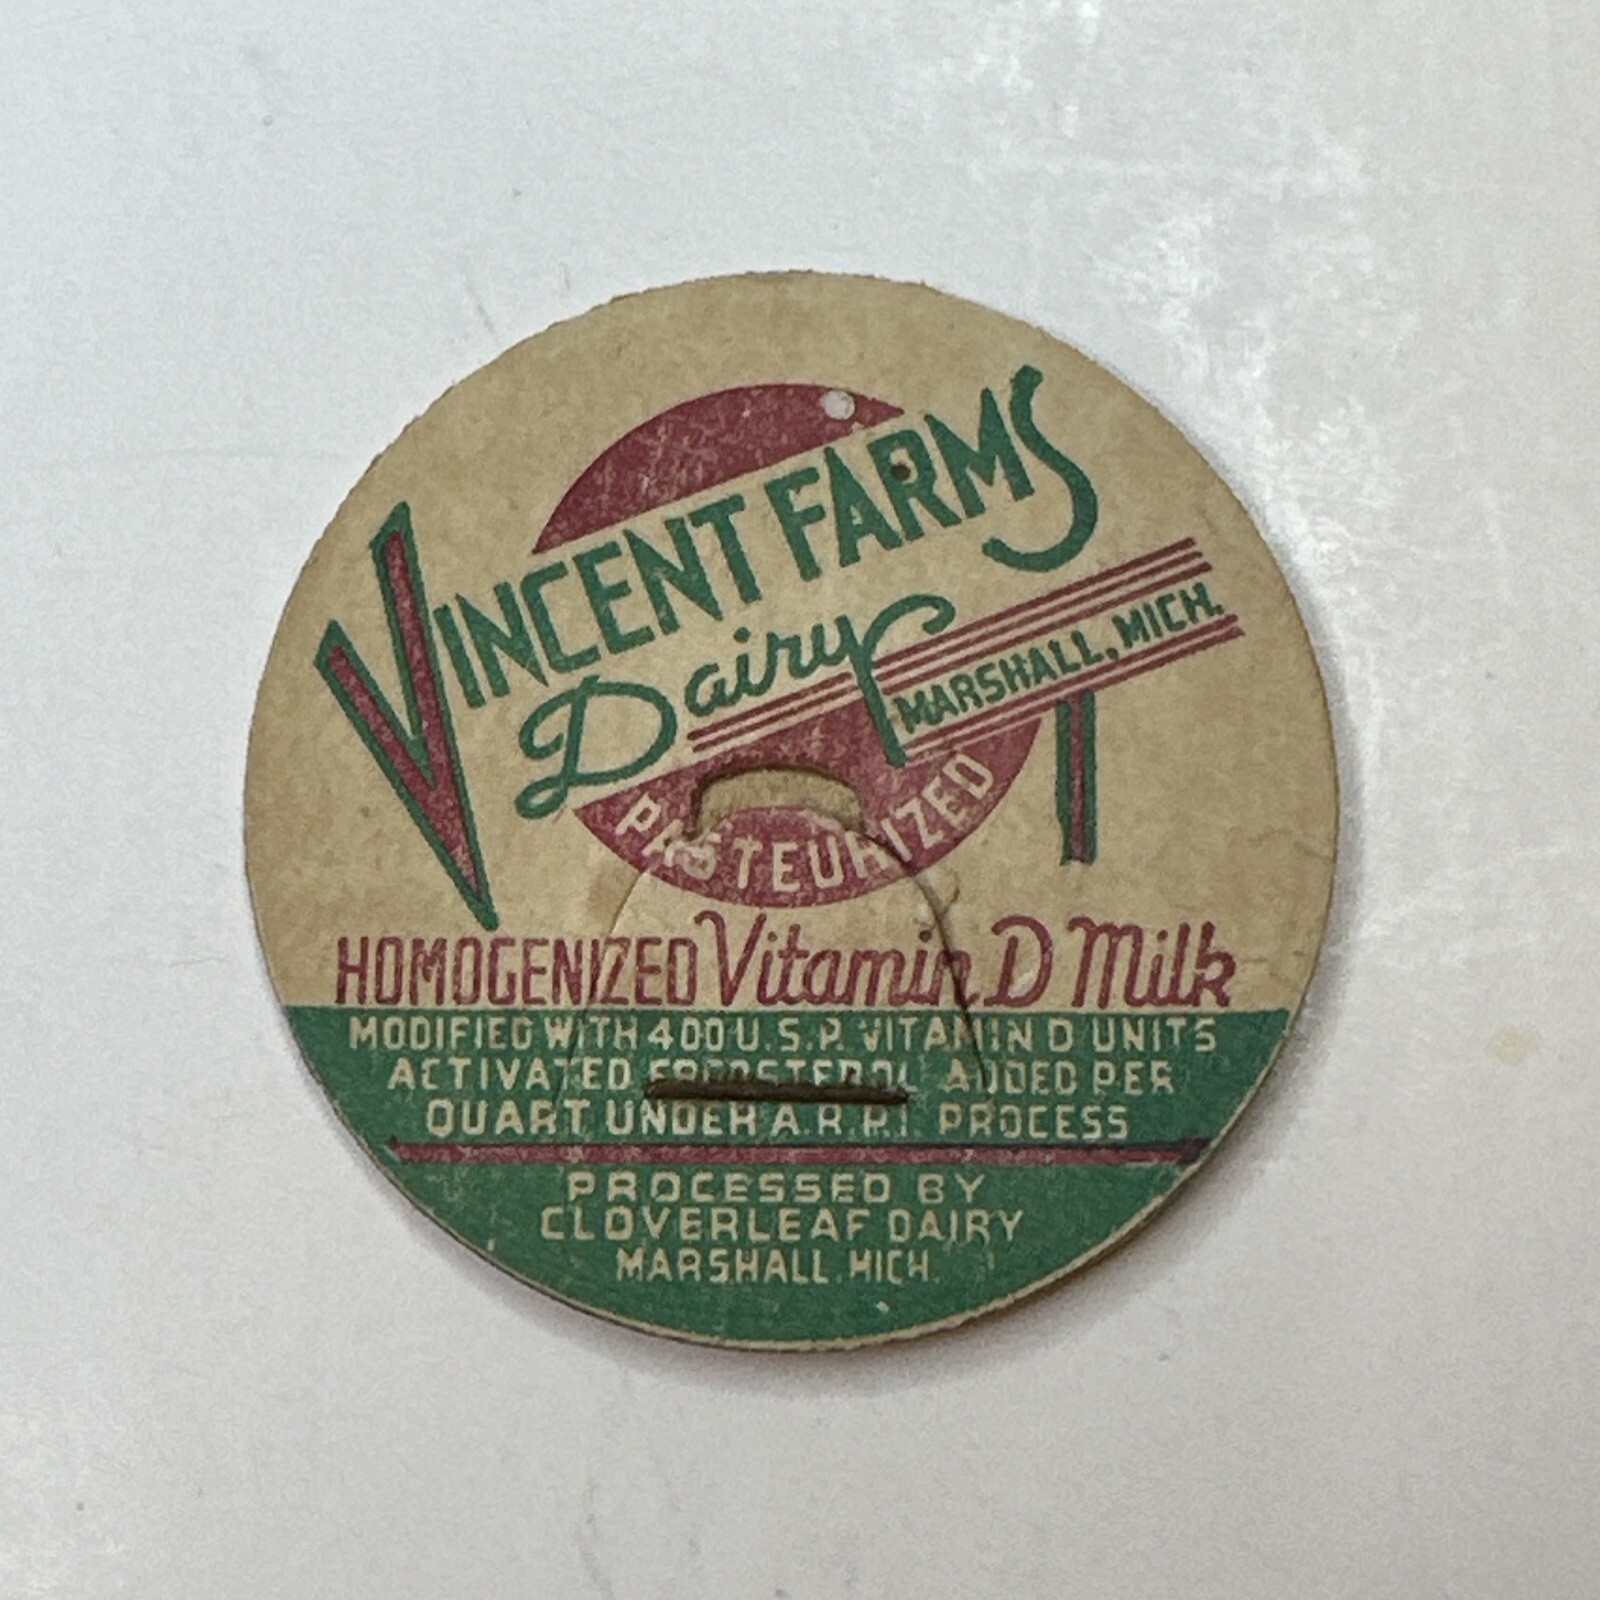 VINCENT FARMS
Dairy
MARSHALL, MICH.
PASTEURIZED
HOMOGENIZED Vitamin D Milk
MODIFIED WITH 400 U.S.P. VITAMIN D UNITS
ACTIVATED ERGOSTEROL ADDED PER
QUART UNDER A.R.P.I. PROCESS
PROCESSED BY
CLOVERLEAF DAIRY
MARSHALL, MICH.